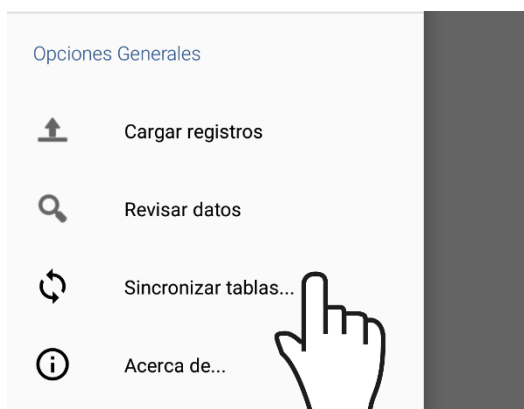 Opciones Generales
Cargar registros
Revisar datos
Sincronizar tablas...
Acerca de...